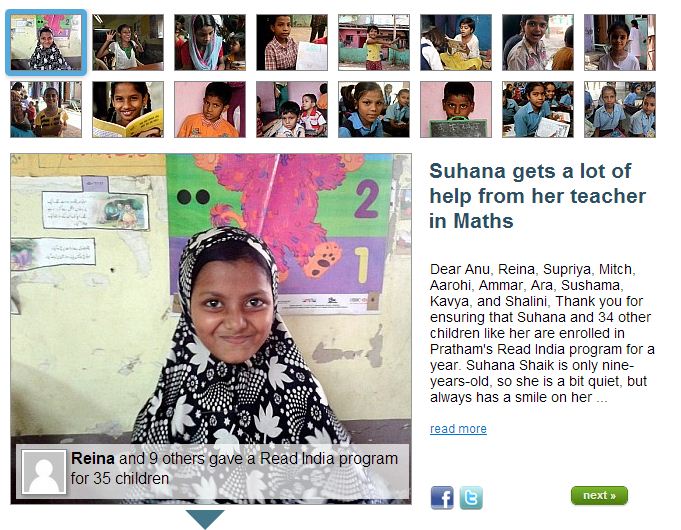 2
1
Suhana gets a lot of
help from her teacher
in Maths
Dear Anu, Reina, Supriya, Mitch,
Aarohi, Ammar, Ara, Sushama,
Kavya, and Shalini, Thank you for
ensuring that Suhana and 34 other
children like her are enrolled in
Pratham's Read India program for a
year. Suhana Shaik is only nine-
years-old, so she is a bit quiet, but
always has a smile on her ...
read more
Reina and 9 others gave a Read India program
for 35 children
next »